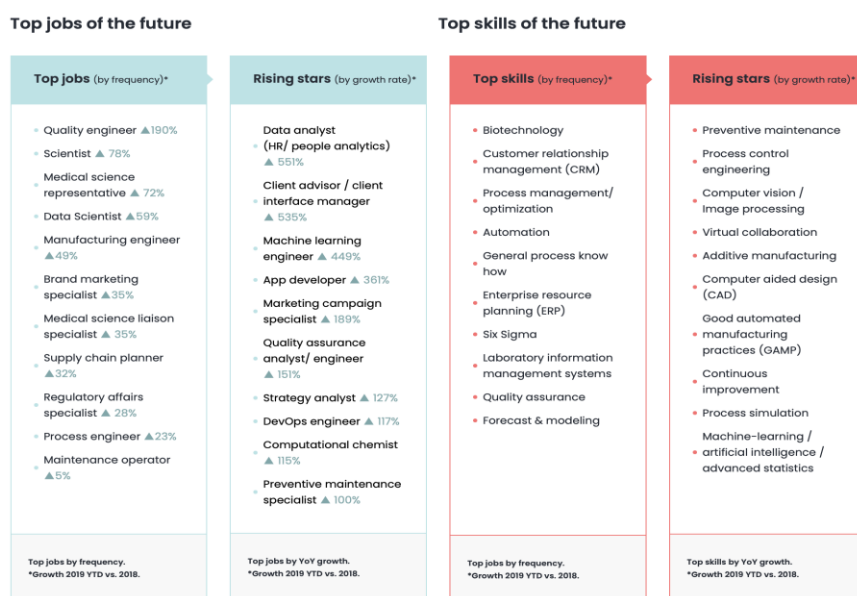 Top jobs of the future
Top jobs (by frequency)*
Quality engineer ▲190%
Scientist ▲ 78%
Medical science
representative ▲ 72%
Data Scientist ▲59%
Manufacturing engineer
▲49%
Brand marketing
specialist ▲35%
Medical science liaison
specialist ▲ 35%
Supply chain planner
▲32%
Regulatory affairs
specialist ▲ 28%
Process engineer ▲23%
Maintenance operator
▲5%
Top jobs by frequency.
*Growth 2019 YTD vs. 2018.
Rising stars (by growth rate)*
Data analyst
(HR/ people analytics)
▲ 551%
Client advisor / client
interface manager
▲ 535%
Machine learning
engineer ▲ 449%
App developer ▲ 361%
Marketing campaign
specialist ▲ 189%
Quality assurance
analyst/ engineer
▲ 151%
Strategy analyst ▲ 127%
DevOps engineer ▲ 117%
Computational chemist
▲ 115%
Preventive maintenance
specialist ▲ 100%
Top jobs by YoY growth.
*Growth 2019 YTD vs. 2018.
Top skills of the future
Top skills (by frequency)*
Biotechnology
Customer relationship
management (CRM)
Process management/
optimization
Automation
General process know
how
Enterprise resource
planning (ERP)
Six Sigma
Laboratory information
management systems
Quality assurance
Forecast & modeling
Top jobs by frequency.
*Growth 2019 YTD vs. 2018.
Rising stars (by growth rate)*
Preventive maintenance
Process control
engineering
Computer vision /
Image processing
Virtual collaboration
Additive manufacturing
Computer aided design
(CAD)
Good automated
manufacturing
practices (GAMP)
Continuous
improvement
Process simulation
Machine-learning /
artificial intelligence /
advanced statistics
Top skills by YoY growth.
*Growth 2019 YTD vs. 2018.